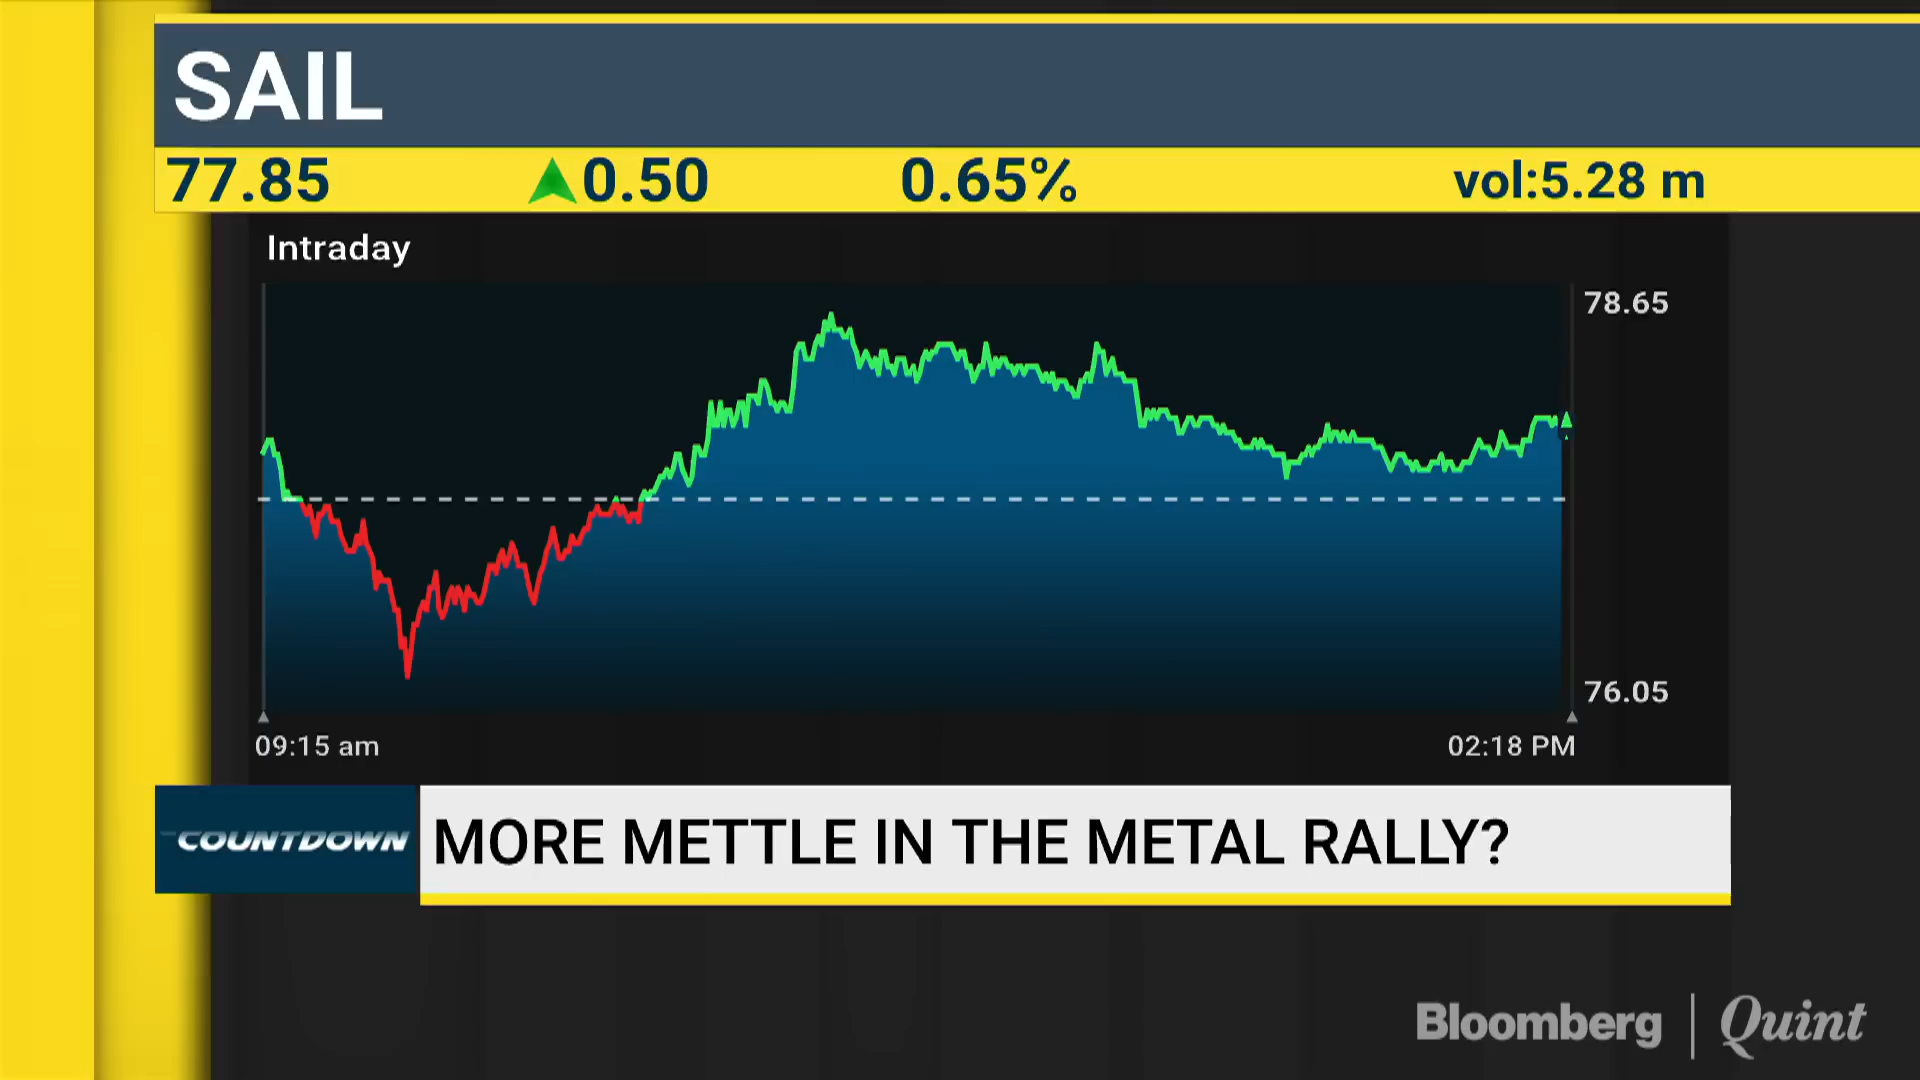 SAIL
77.85 ▲0.50 0.65% vol:5.28 m
Intraday
78.65
76.05
09:15 am 02:18 PM
COUNTDOWN
MORE METTLE IN THE METAL RALLY?
Bloomberg | Quint